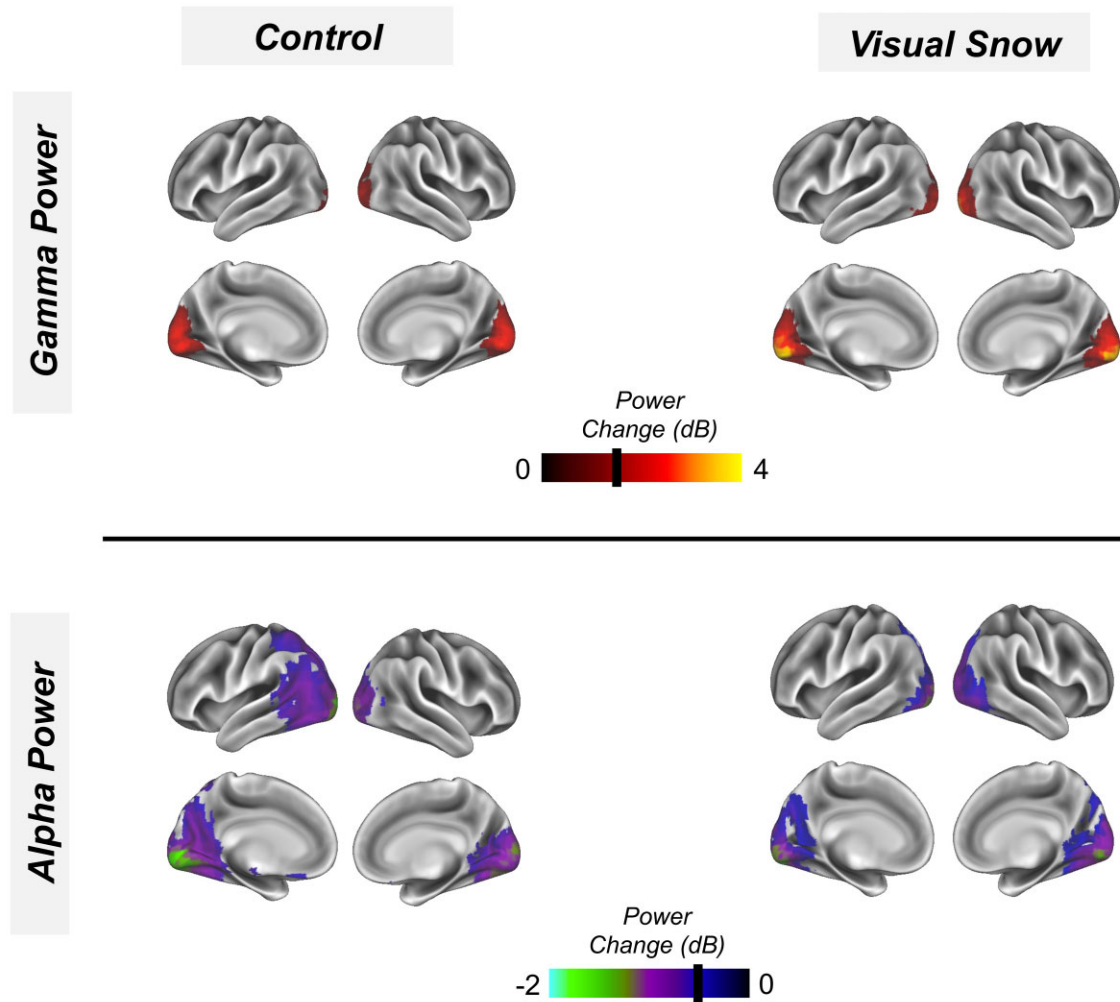 Control
Visual Snow
Gamma Power
Power
Change (dB)
0
4
Alpha Power
Power
Change (dB)
-2
0